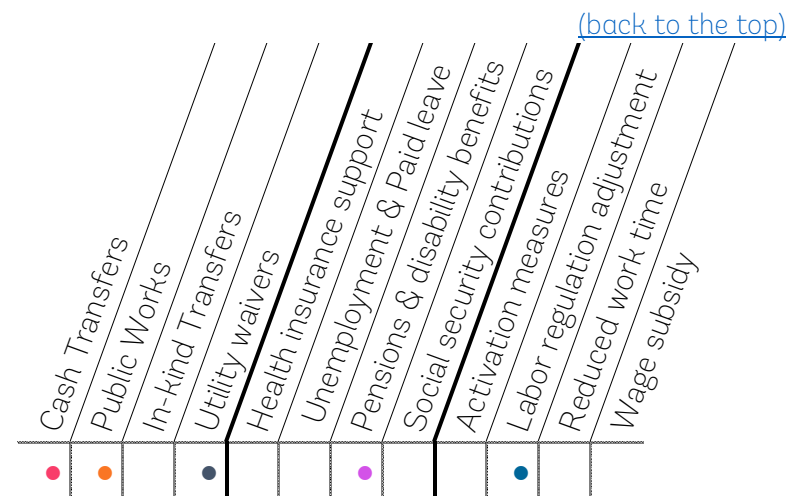 (back to the top)
Cash Transfers
Public Works
In-kind Transfers
Utility waivers
Health insurance support
Unemployment & Paid leave
Pensions & disability benefits
Social security contributions
Activation measures
Labor regulation adjustment
Reduced work time
Wage subsidy